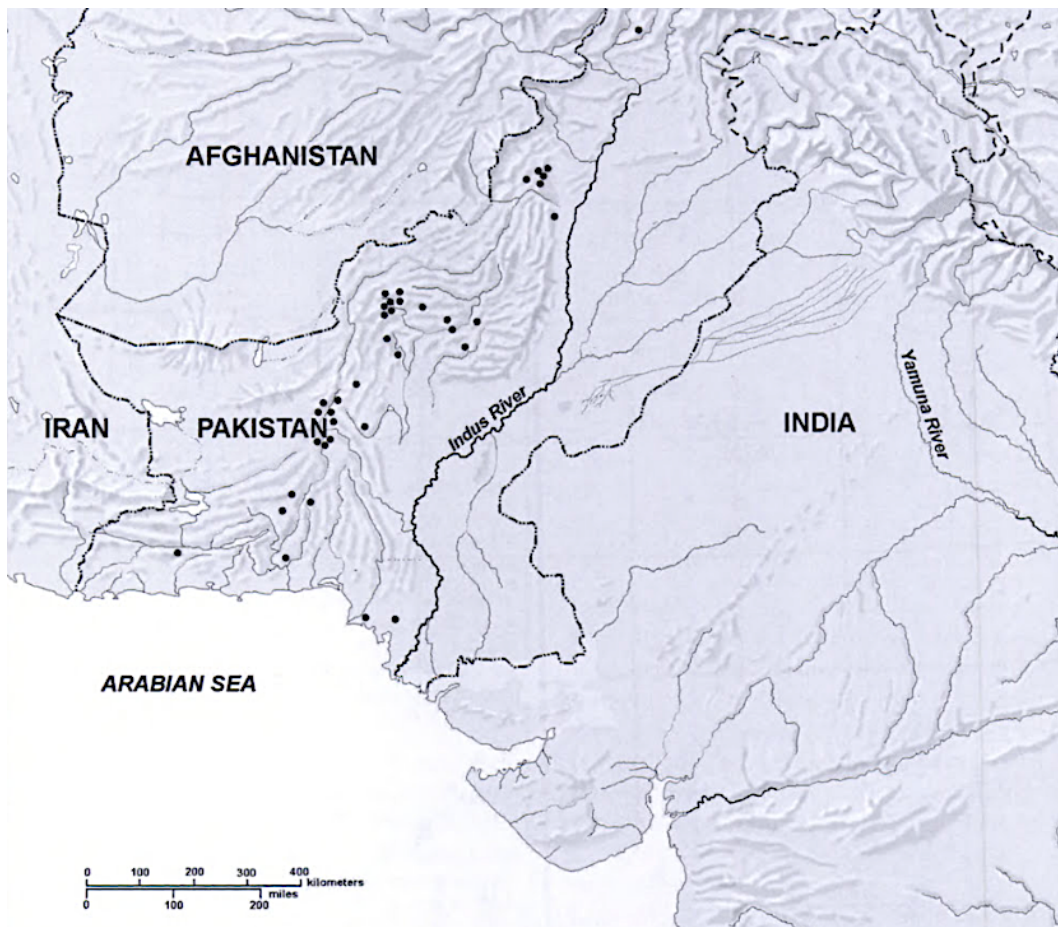 AFGHANISTAN
IRAN
PAKISTAN
Indus River
INDIA
Yamuna River
ARABIAN SEA
0 100 200 300 400 kilometers
miles
0 100 200